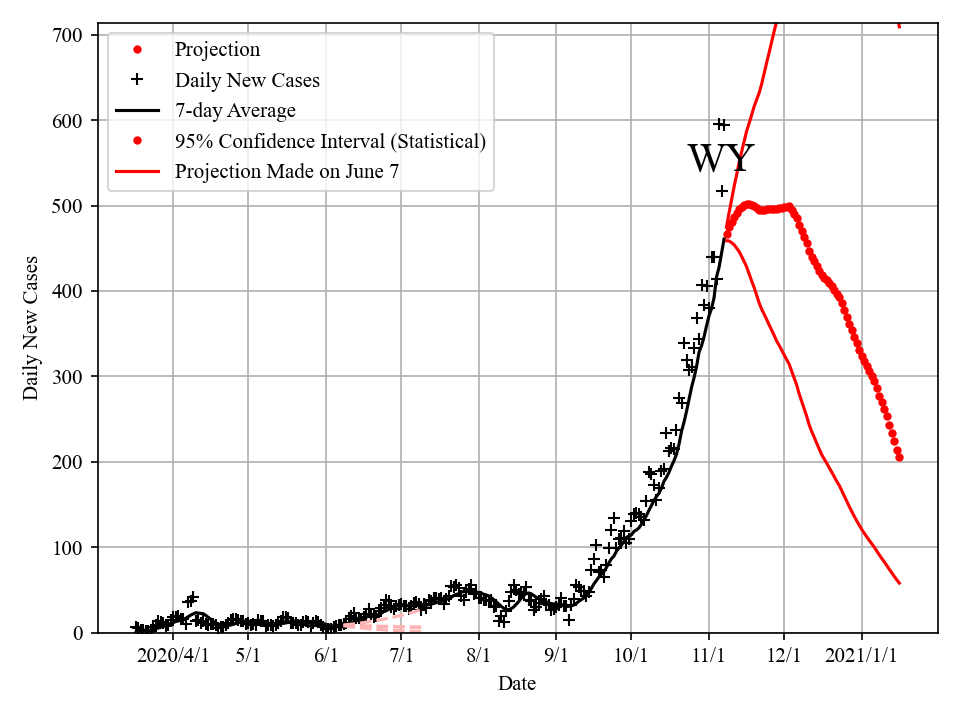 700
600
500
400
300
200
100
0
Daily New Cases
Projection
Daily New Cases
7-day Average
95% Confidence Interval (Statistical)
Projection Made on June 7
WY
2020/4/1 5/1 6/1 7/1 8/1 9/1 10/1 11/1 12/1 2021/1/1
Date